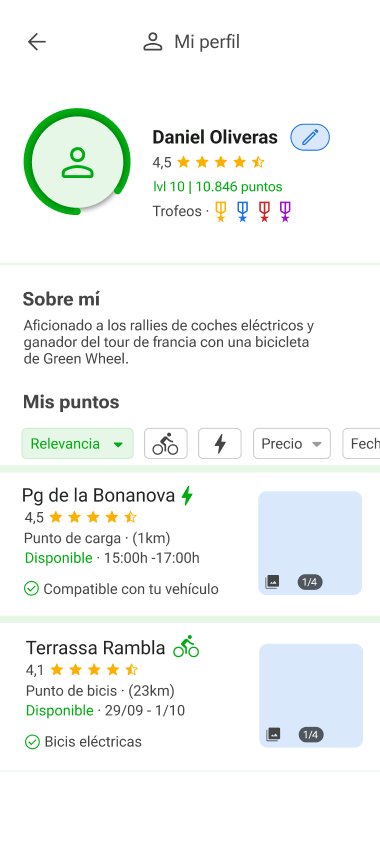 Mi perfil
Daniel Oliveras
4,5
lvl 10 | 10.846 puntos
Trofeos ·
Sobre mí
Aficionado a los rallies de coches eléctricos y
ganador del tour de francia con una bicicleta
de Green Wheel.
Mis puntos
Relevancia Precio Fech
Pg de la Bonanova
4,5
Punto de carga · (1km)
Disponible · 15:00h -17:00h
Compatible con tu vehículo
1/4
Terrassa Rambla
4,1
Punto de bicis · (23km)
Disponible · 29/09 - 1/10
Bicis eléctricas
1/4